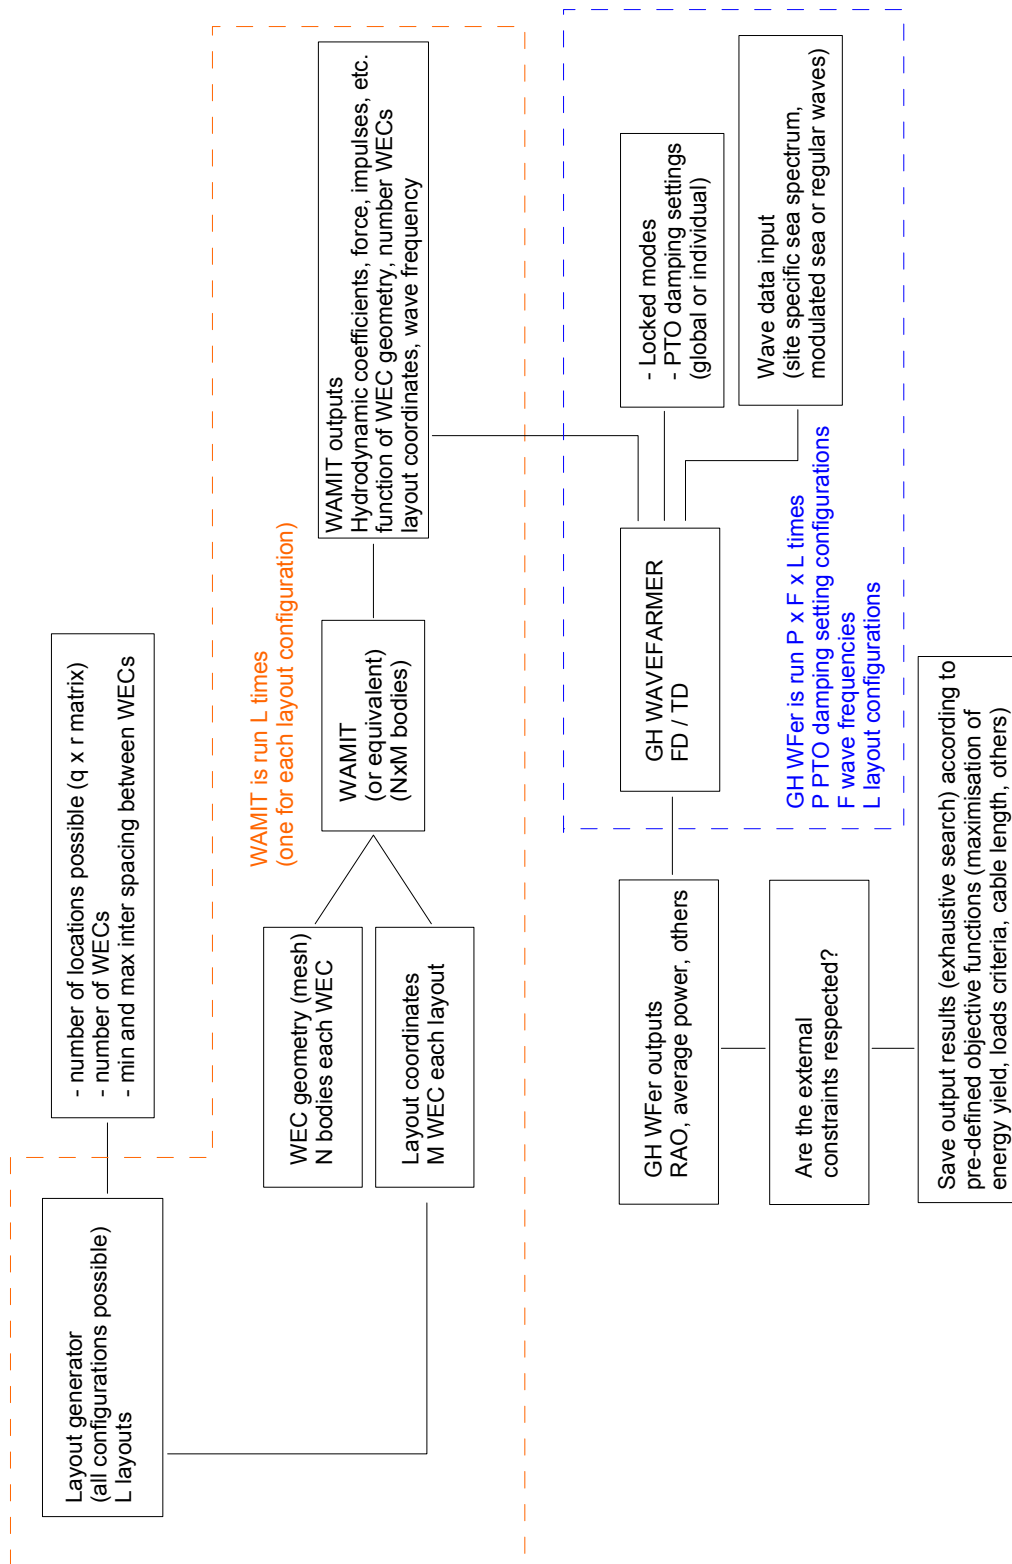 Layout generator
(all configurations possible)
L layouts
- number of locations possible (q x r matrix)
- number of WECs
- min and max inter spacing between WECs
WAMIT is run L times
(one for each layout configuration)
WEC geometry (mesh)
N bodies each WEC
Layout coordinates
M WEC each layout
WAMIT
(or equivalent)
(NxM bodies)
WAMIT outputs
Hydrodynamic coefficients, force, impulses, etc.
function of WEC geometry, number WECs
layout coordinates, wave frequency
- Locked modes
- PTO damping settings
(global or individual)
Wave data input
(site specific sea spectrum,
modulated sea or regular waves)
GH WAVEFARMER
FD / TD
GH WFer is run P x F x L times
P PTO damping setting configurations
F wave frequencies
L layout configurations
GH WFer outputs
RAO, average power, others
Are the external
constraints respected?
Save output results (exhaustive search) according to
pre-defined objective functions (maximisation of
energy yield, loads criteria, cable length, others)